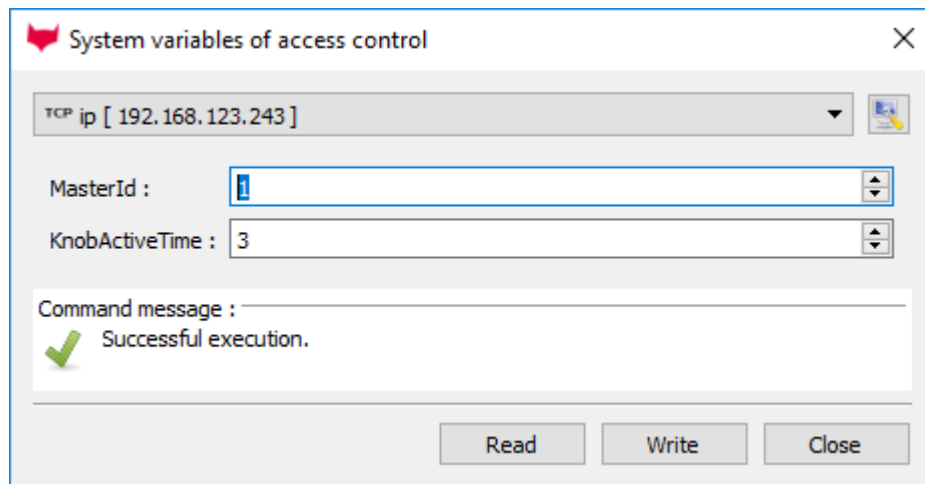 System variables of access control
TCP ip [ 192.168.123.243 ]
MasterId : 1
KnobActiveTime : 3
Command message :
Successful execution.
Read Write Close